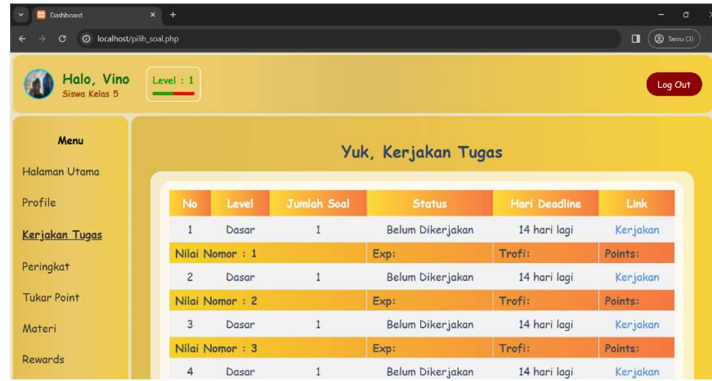 Dashboard
localhost/pilih_soal.php
Tamu (3)
Halo, Vino
Siswa Kelas 5
Level : 1
Log Out
Menu
Halaman Utama
Profile
Kerjakan Tugas
Peringkat
Tukar Point
Materi
Rewards
Yuk, Kerjakan Tugas
No Level Jumlah Soal Status Hari Deadline Link
1 Dasar 1 Belum Dikerjakan 14 hari lagi Kerjakan
Nilai Nomor : 1 Exp: Trofi: Points:
2 Dasar 1 Belum Dikerjakan 14 hari lagi Kerjakan
Nilai Nomor : 2 Exp: Trofi: Points:
3 Dasar 1 Belum Dikerjakan 14 hari lagi Kerjakan
Nilai Nomor : 3 Exp: Trofi: Points:
4 Dasar 1 Belum Dikerjakan 14 hari lagi Kerjakan